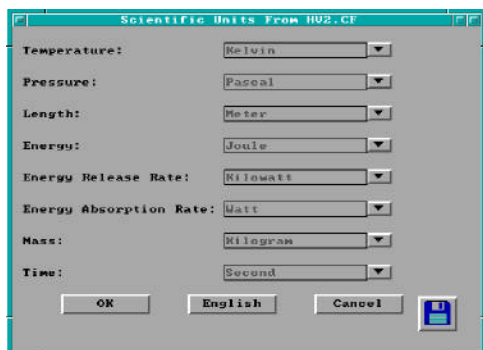 Scientific Units From HV2.CF
Temperature: Kelvin
Pressure: Pascal
Length: Meter
Energy: Joule
Energy Release Rate: Kilowatt
Energy Absorption Rate: Watt
Mass: Kilogram
Time: Second
OK English Cancel